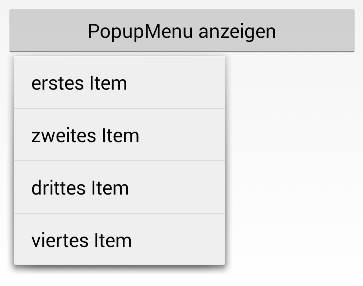 PopupMenu anzeigen
erstes Item
zweites Item
drittes Item
viertes Item